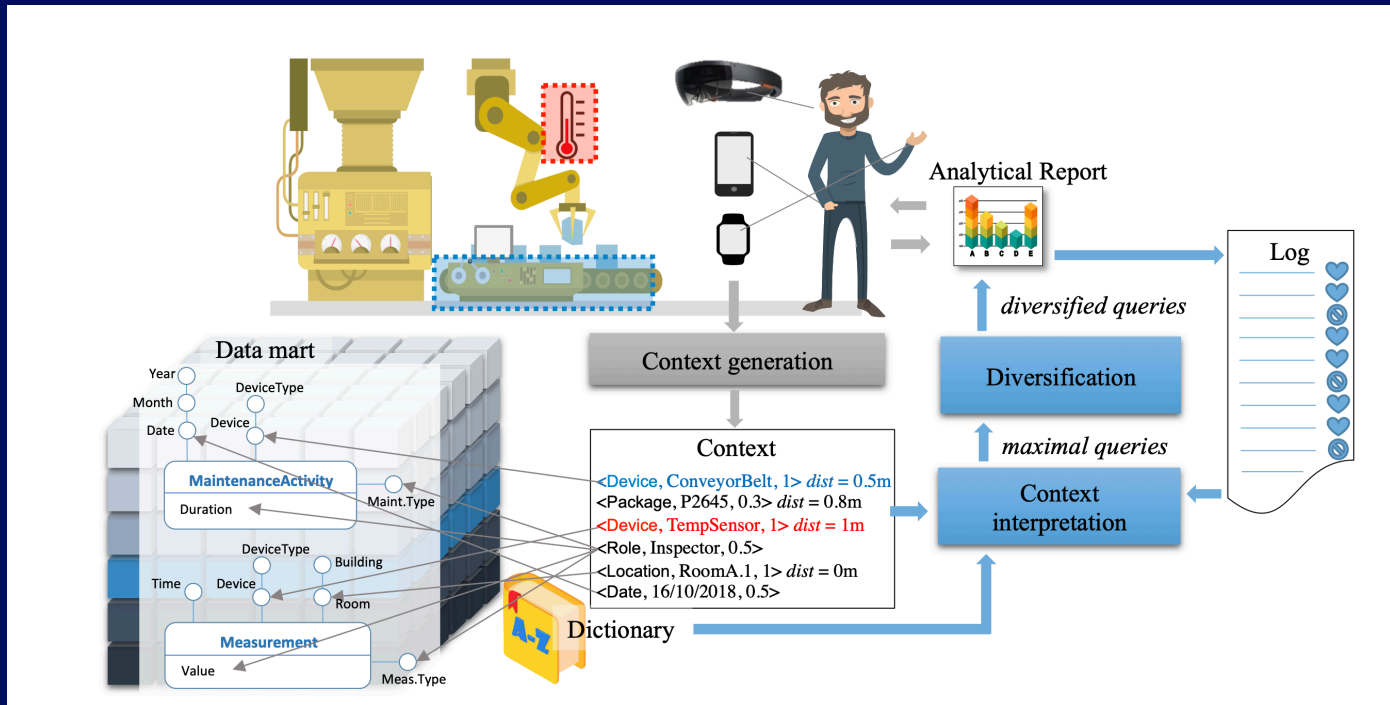 Analytical Report
A B C D E
Log
diversified queries
Data mart
Context generation
Diversification
Year
DeviceType
Month
Device
Date
maximal queries
Context
MaintenanceActivity
Duration
Maint.Type
<Device, ConveyorBelt, 1> dist = 0.5m
<Package, P2645, 0.3> dist = 0.8m
<Device, TempSensor, 1> dist = 1m
<Role, Inspector, 0.5>
<Location, RoomA.1, 1> dist = 0m
<Date, 16/10/2018, 0.5>
Context
interpretation
DeviceType
Building
Time
Device
Room
A-Z
Dictionary
Measurement
Value
Meas.Type